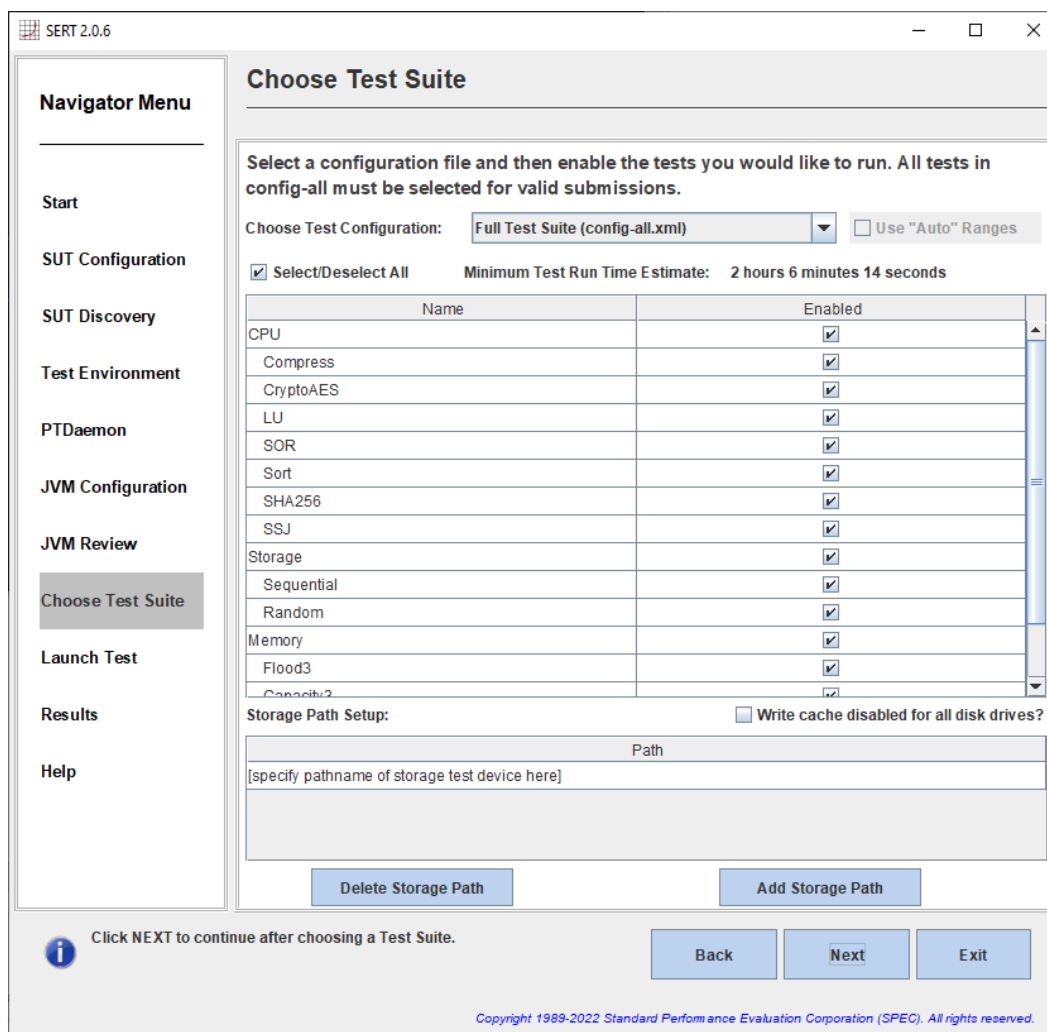 SERT 2.0.6
Navigator Menu
Start
SUT Configuration
SUT Discovery
Test Environment
PTDaemon
JVM Configuration
JVM Review
Choose Test Suite
Launch Test
Results
Help
Choose Test Suite
Select a configuration file and then enable the tests you would like to run. All tests in
config-all must be selected for valid submissions.
Choose Test Configuration: Full Test Suite (config-all.xml) Use "Auto" Ranges
Select/Deselect All Minimum Test Run Time Estimate: 2 hours 6 minutes 14 seconds
Name Enabled
CPU
Compress
CryptoAES
LU
SOR
Sort
SHA256
SSJ
Storage
Sequential
Random
Memory
Flood3
Capacity3
Storage Path Setup: Write cache disabled for all disk drives?
Path
[specify pathname of storage test device here]
Delete Storage Path Add Storage Path
Click NEXT to continue after choosing a Test Suite.
Back Next Exit
Copyright 1989-2022 Standard Performance Evaluation Corporation (SPEC). All rights reserved.